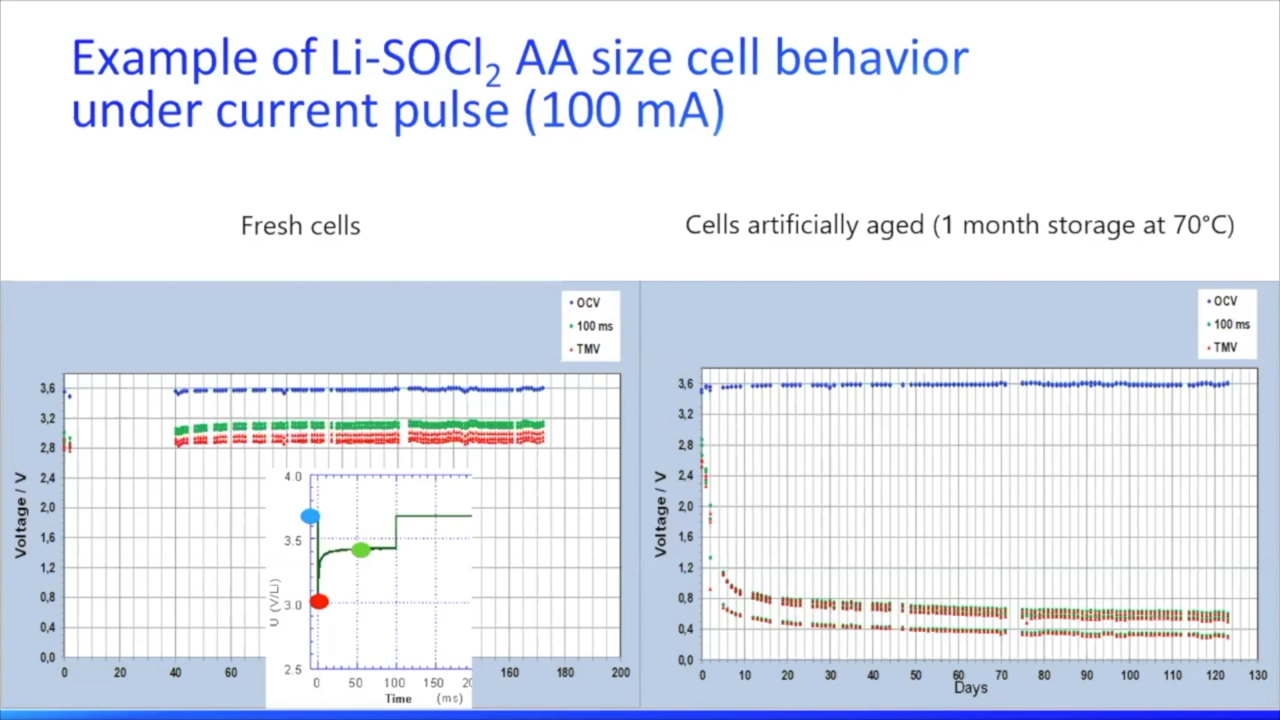 Example of Li-SOCl2 AA size cell behavior
under current pulse (100 mA)
Fresh cells
Cells artificially aged (1 month storage at 70°C)
OCV
100 ms
TMV
3,6
3,2
2,8
2,4
2,0
1,6
1,2
0,8
0,4
0,0
Voltage / V
0 20 40 60 160 180 200
4.0
3.5
3.0
2.5
U (V/Li)
0 50 100 150
Time (ms)
OCV
100 ms
TMV
3,6
3,2
2,8
2,4
2,0
1,6
1,2
0,8
0,4
0,0
Voltage / V
0 10 20 30 40 50 60 70 80 90 100 110 120 130
Days